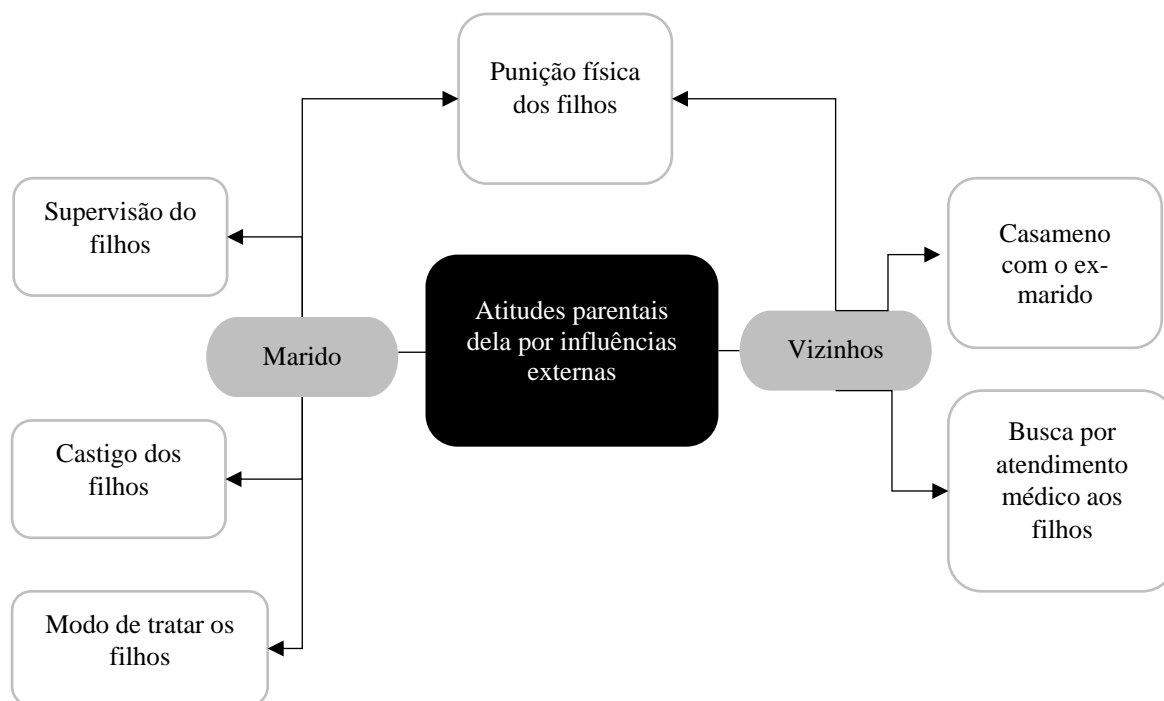 Punição física
dos filhos
Supervisão do
filhos
Casameno
com o ex-
marido
Atitudes parentais
dela por influências
externas
Marido
Vizinhos
Castigo dos
filhos
Busca por
atendimento
médico aos
filhos
Modo de tratar os
filhos